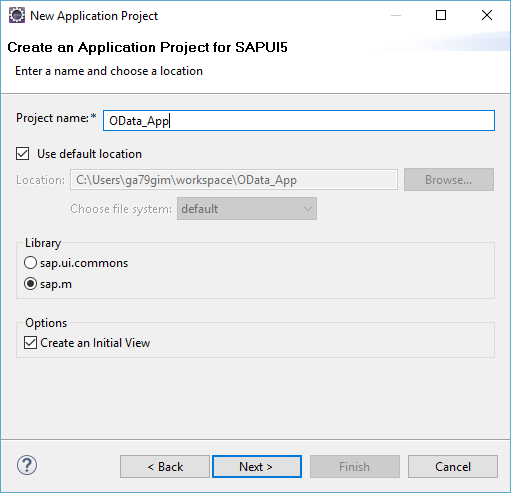 New Application Project
Create an Application Project for SAPUI5
Enter a name and choose a location
Project name:* OData_App
Use default location
Location: C:\Users\ga79gim\workspace\OData_App Browse...
Choose file system: default
Library
sap.ui.commons
sap.m
Options
Create an Initial View
? < Back Next > Finish Cancel